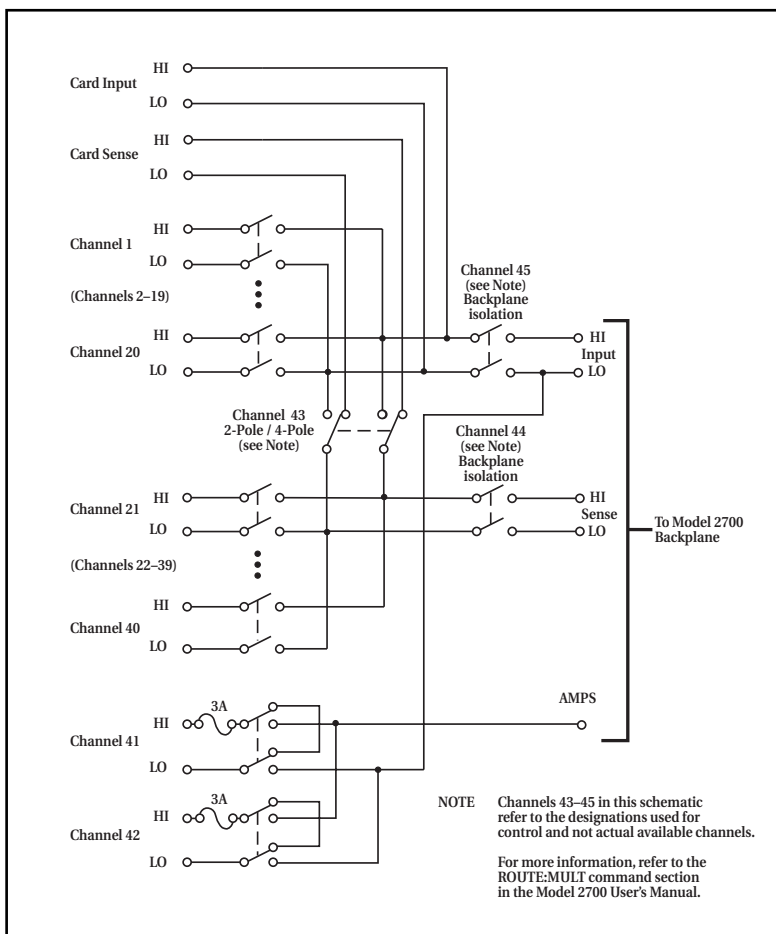 HI
Card Input
LO
HI
Card Sense
LO
HI
Channel 1
LO
(Channels 2–19)
HI
Channel 20
LO
Channel 45
(see Note)
Backplane
isolation
HI
Input
LO
Channel 43
2-Pole / 4-Pole
(see Note)
Channel 44
(see Note)
Backplane
isolation
HI
Channel 21
LO
HI
Sense
LO
To Model 2700
Backplane
(Channels 22–39)
HI
Channel 40
LO
AMPS
3A
HI
Channel 41
LO
3A
HI
Channel 42
LO
NOTE Channels 43–45 in this schematic
refer to the designations used for
control and not actual available channels.
For more information, refer to the
ROUTE:MULT command section
in the Model 2700 User's Manual.